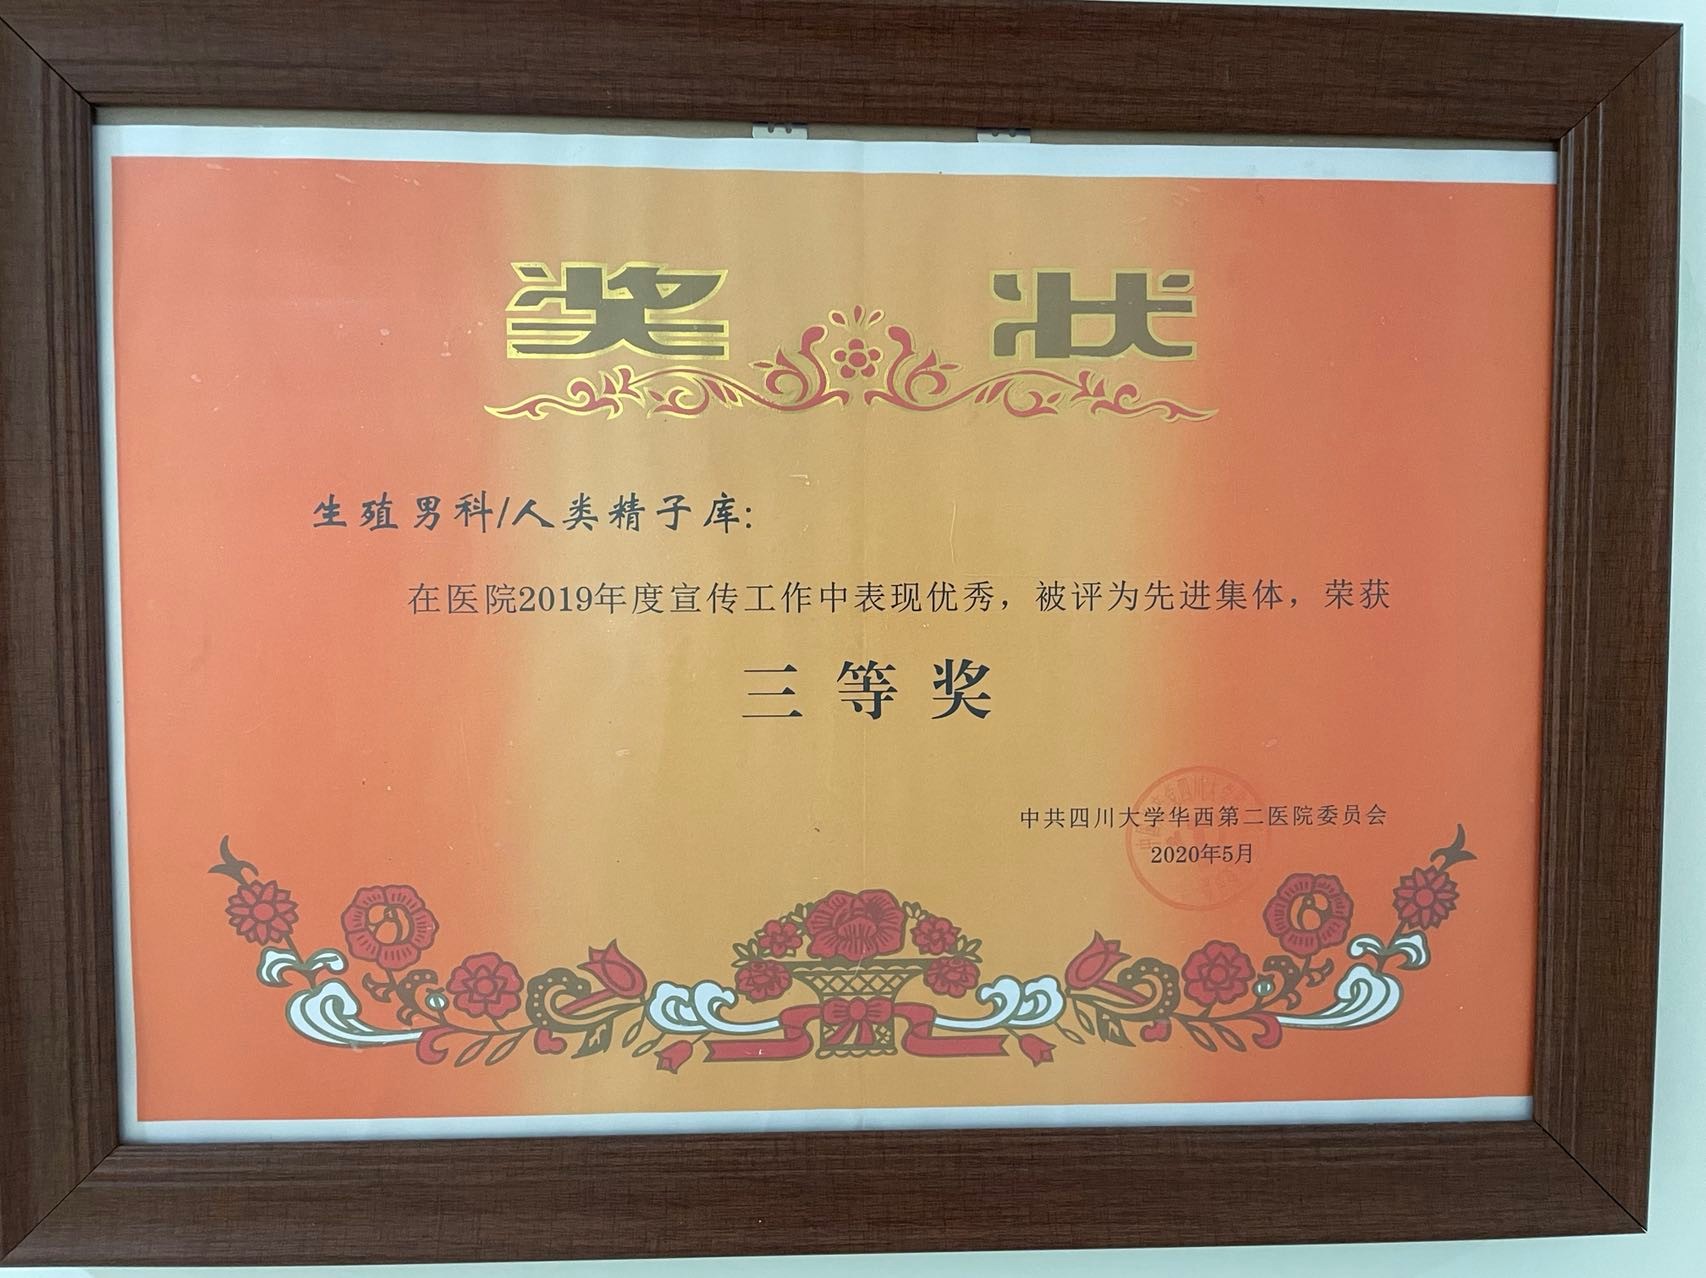 奖 状
生殖男科/人类精子库:
在医院2019年度宣传工作中表现优秀，被评为先进集体，荣获
三等奖
中共四川大学华西第二医院委员会
2020年5月